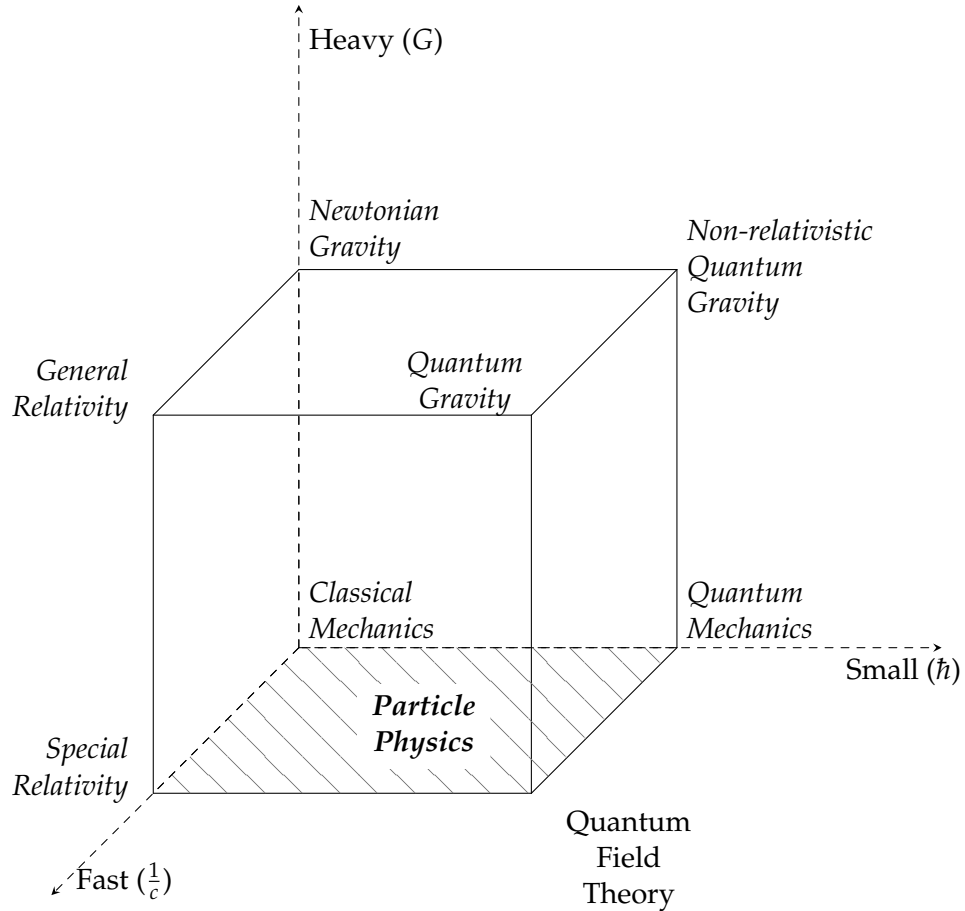 Heavy (G)
Newtonian
Gravity
Non-relativistic
Quantum
Gravity
General
Relativity
Quantum
Gravity
Classical
Mechanics
Quantum
Mechanics
Small (ħ)
Particle
Physics
Special
Relativity
Quantum
Field
Theory
Fast (1/c)